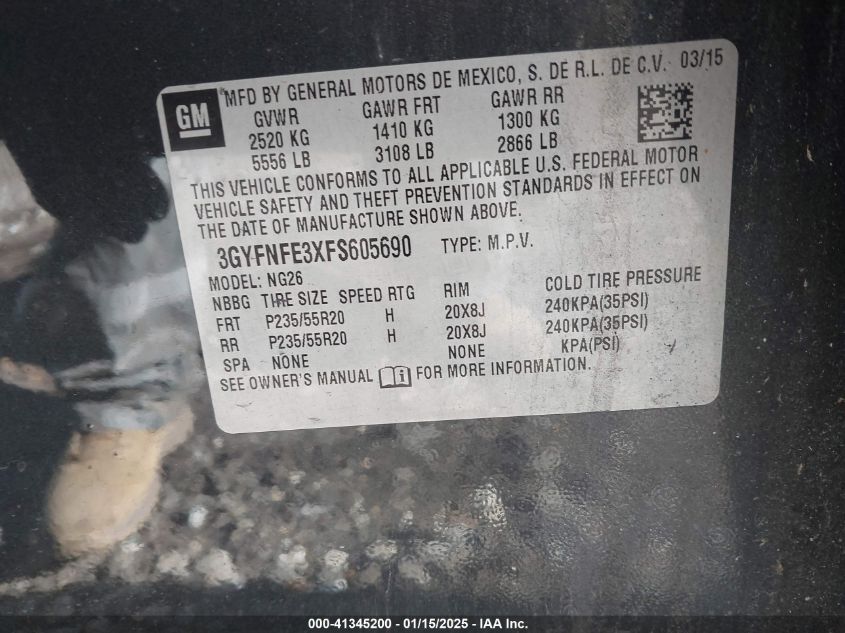 GM
MFD BY GENERAL MOTORS DE MEXICO, S. DE R.L. DE C.V. 03/15
GVWR GAWR FRT GAWR RR
2520 KG 1410 KG 1300 KG
5556 LB 3108 LB 2866 LB
THIS VEHICLE CONFORMS TO ALL APPLICABLE U.S. FEDERAL MOTOR
VEHICLE SAFETY AND THEFT PREVENTION STANDARDS IN EFFECT ON
THE DATE OF MANUFACTURE SHOWN ABOVE.
3GYFNFE3XFS605690 TYPE: M.P.V.
MODEL: NG26
NBBG TIRE SIZE SPEED RTG RIM COLD TIRE PRESSURE
FRT P235/55R20 H 20X8J 240KPA(35PSI)
RR P235/55R20 H 20X8J 240KPA(35PSI)
SPA NONE NONE KPA(PSI)
SEE OWNER'S MANUAL FOR MORE INFORMATION.
000-41345200 - 01/15/2025 - IAA Inc.